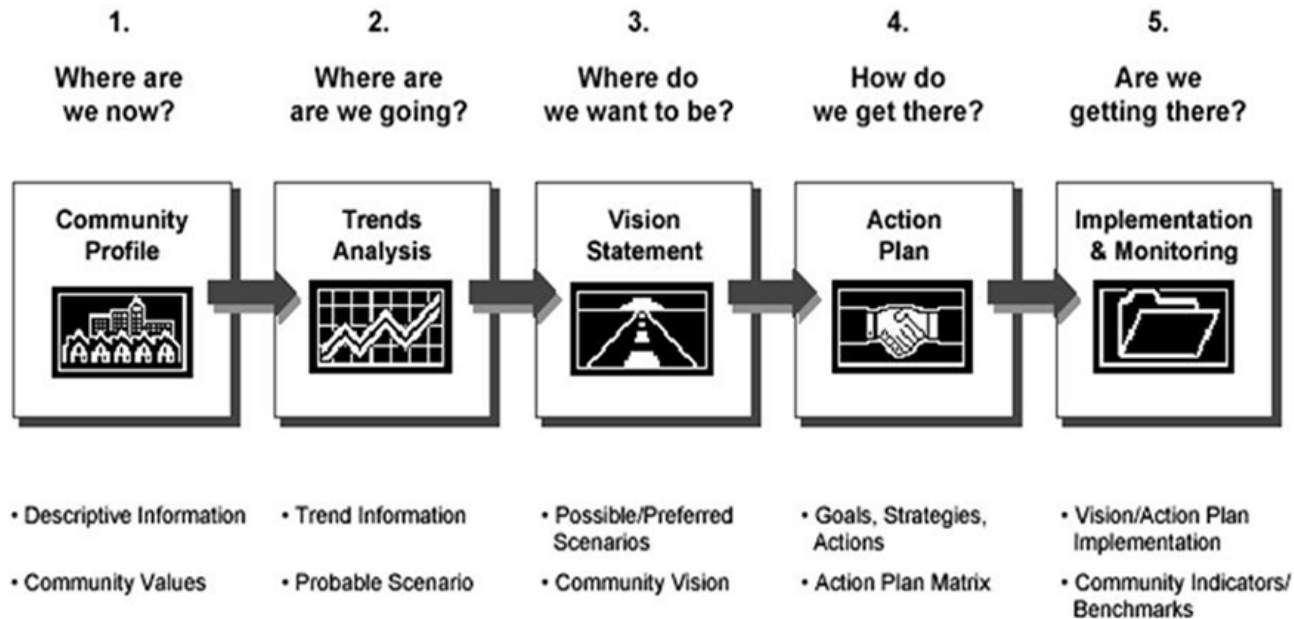 1.
Where are
we now?
2.
Where are
are we going?
3.
Where do
we want to be?
4.
How do
we get there?
5.
Are we
getting there?
Community
Profile
Trends
Analysis
Vision
Statement
Action
Plan
Implementation
& Monitoring
• Descriptive Information
• Community Values
• Trend Information
• Probable Scenario
• Possible/Preferred
Scenarios
• Community Vision
• Goals, Strategies,
Actions
• Action Plan Matrix
• Vision/Action Plan
Implementation
• Community Indicators/
Benchmarks